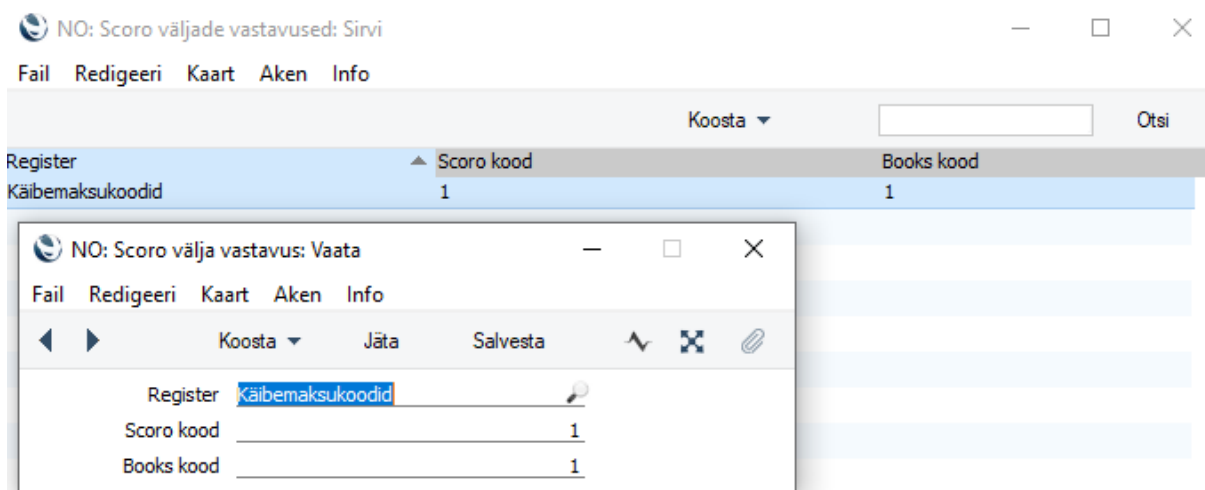 NO: Scoro väljade vastavused: Sirvi
Fail Redigeeri Kaart Aken Info
Koosta Otsi
Register Scoro kood Books kood
Käibemaksukoodid 1 1
NO: Scoro välja vastavus: Vaata
Fail Redigeeri Kaart Aken Info
Koosta Jäta Salvesta
Register Käibemaksukoodid
Scoro kood 1
Books kood 1